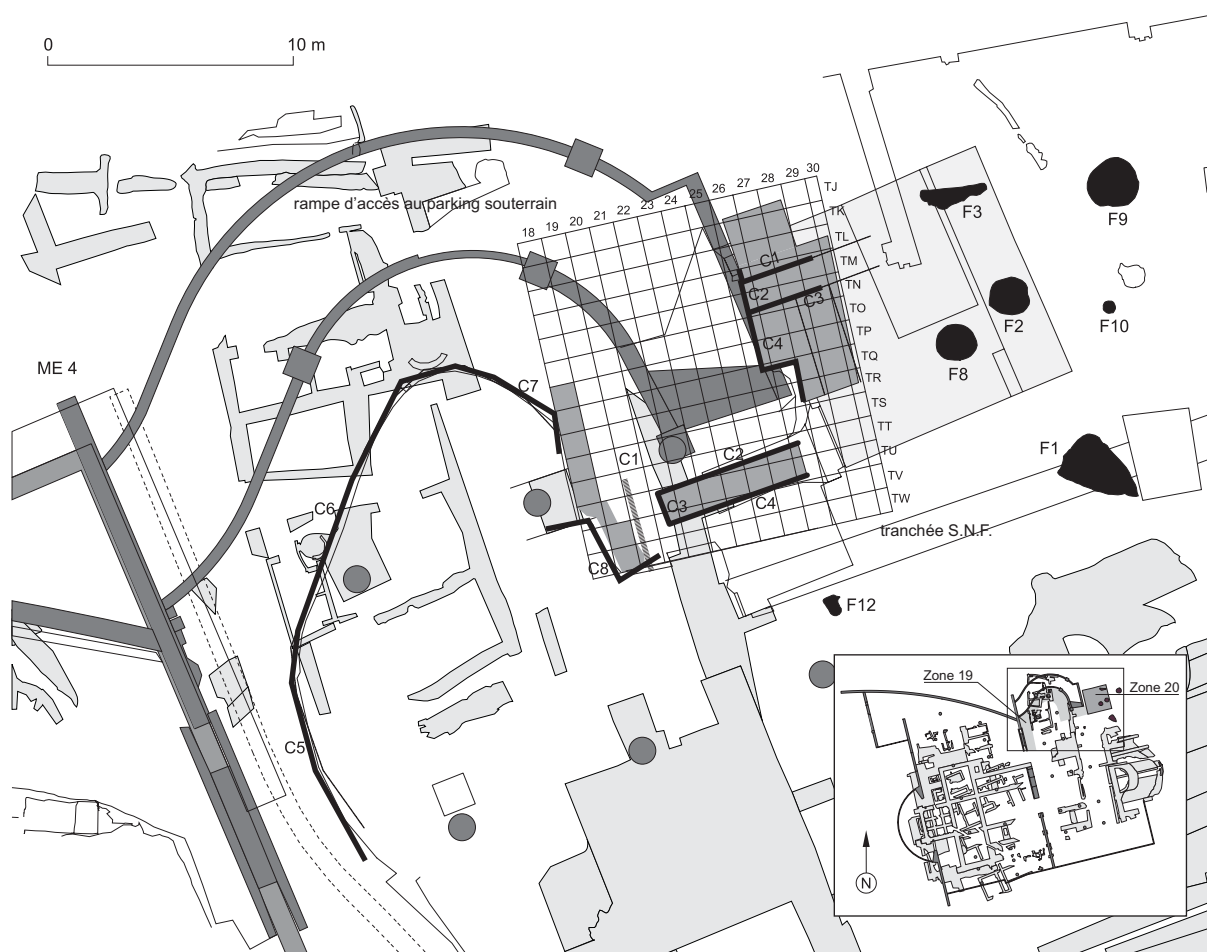 0 10 m
rampe d'accès au parking souterrain
18 19 20 21 22 23 24 25 26 27 28 29 30
TJ
TK
TL
TM
TN
TO
TP
TQ
TR
TS
TT
TU
TV
TW
C1
C2
C3
C4
F3
F9
F2
F10
F8
F1
ME 4
C7
C1
C2
C3
C4
C6
C8
C5
tranchée S.N.F.
F12
Zone 19
Zone 20
N